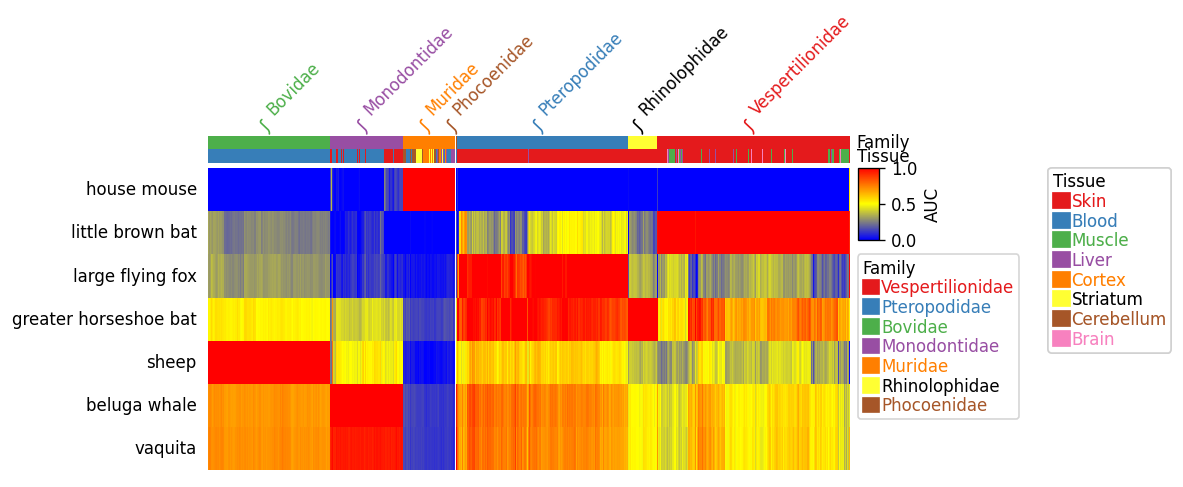 Bovidae
Monodontidae
Muridae
Phocoenidae
Pteropodidae
Rhinolophidae
Vespertilionidae
Family
Tissue
house mouse
little brown bat
large flying fox
greater horseshoe bat
sheep
beluga whale
vaquita
1.0
0.5
0.0
AUC
Family
Vespertilionidae
Pteropodidae
Bovidae
Monodontidae
Muridae
Rhinolophidae
Phocoenidae
Tissue
Skin
Blood
Muscle
Liver
Cortex
Striatum
Cerebellum
Brain